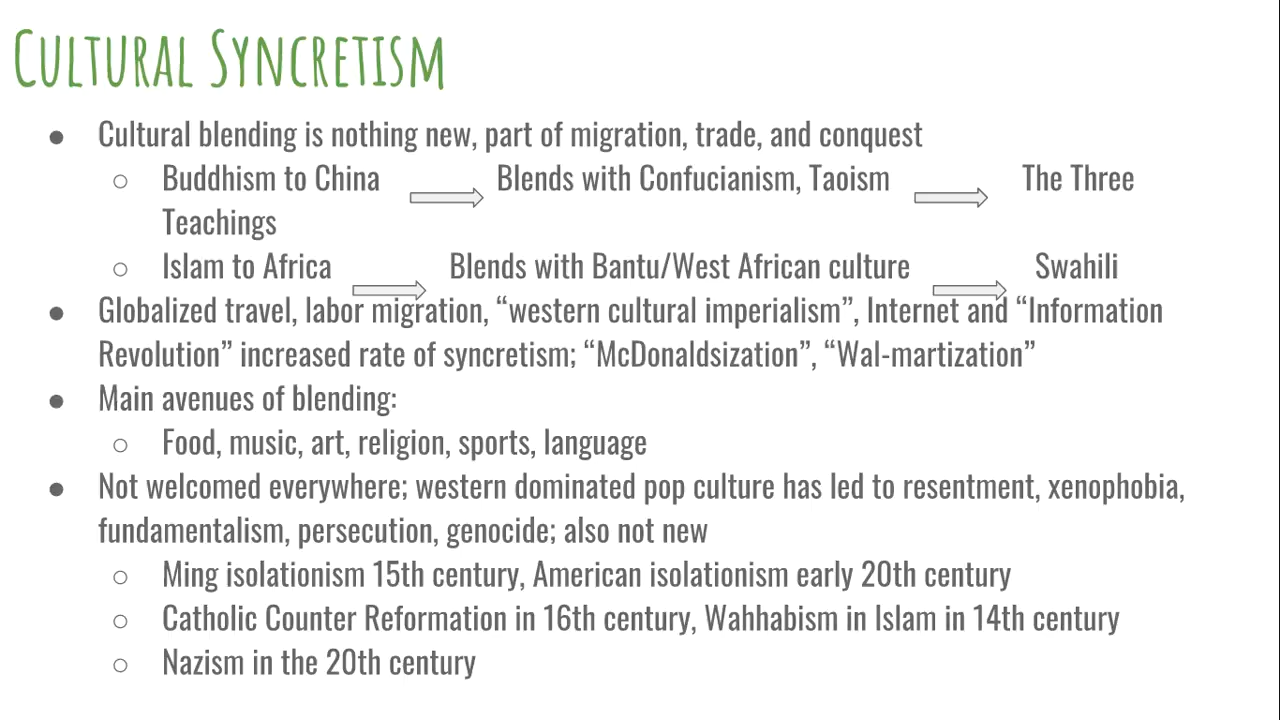 CULTURAL SYNCRETISM
● Cultural blending is nothing new, part of migration, trade, and conquest
○ Buddhism to China Blends with Confucianism, Taoism The Three
Teachings
○ Islam to Africa Blends with Bantu/West African culture Swahili
● Globalized travel, labor migration, “western cultural imperialism”, Internet and “Information
Revolution” increased rate of syncretism; “McDonaldsization”, “Wal-martization”
● Main avenues of blending:
○ Food, music, art, religion, sports, language
● Not welcomed everywhere; western dominated pop culture has led to resentment, xenophobia,
fundamentalism, persecution, genocide; also not new
○ Ming isolationism 15th century, American isolationism early 20th century
○ Catholic Counter Reformation in 16th century, Wahhabism in Islam in 14th century
○ Nazism in the 20th century